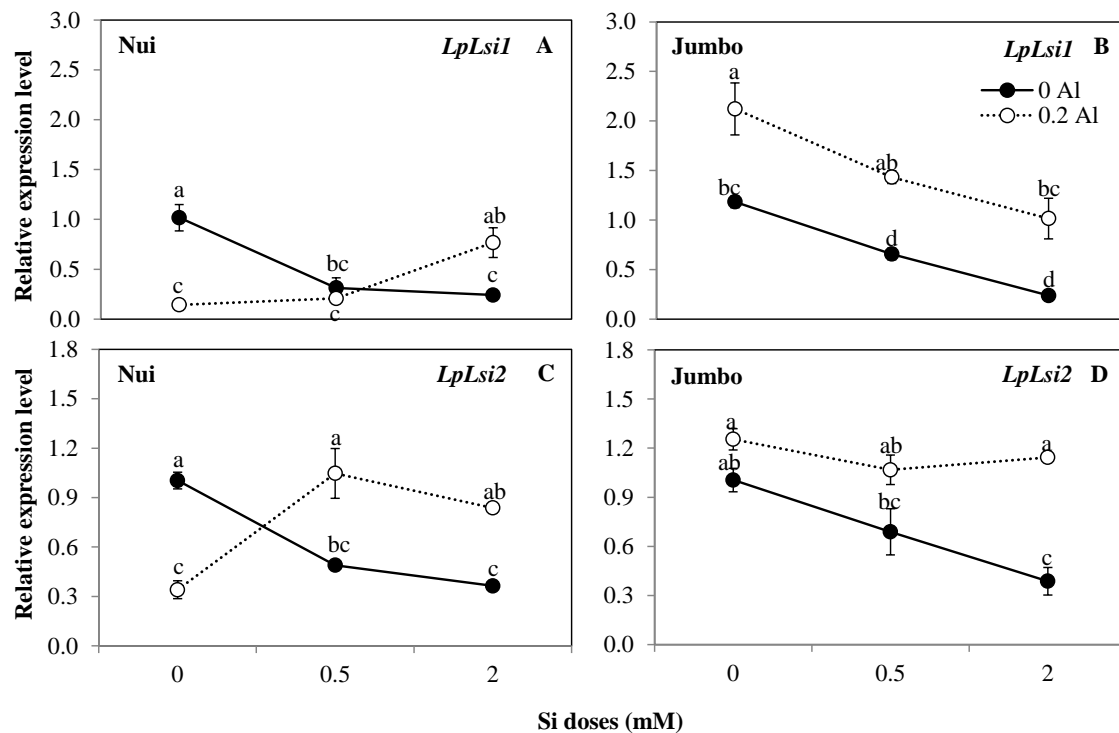 Nui LpLsi1 A
Relative expression level
3.0
2.5
2.0
1.5
1.0
0.5
0.0
a
bc
c
c
c
ab
Jumbo LpLsi1 B
0 Al
0.2 Al
3.0
2.5
2.0
1.5
1.0
0.5
0.0
a
ab
bc
bc
d
d
Nui LpLsi2 C
Relative expression level
1.8
1.5
1.2
0.9
0.6
0.3
0.0
a
bc
c
c
a
ab
0 0.5 2
Jumbo LpLsi2 D
1.8
1.5
1.2
0.9
0.6
0.3
0.0
a
ab
a
ab
bc
c
0 0.5 2
Si doses (mM)